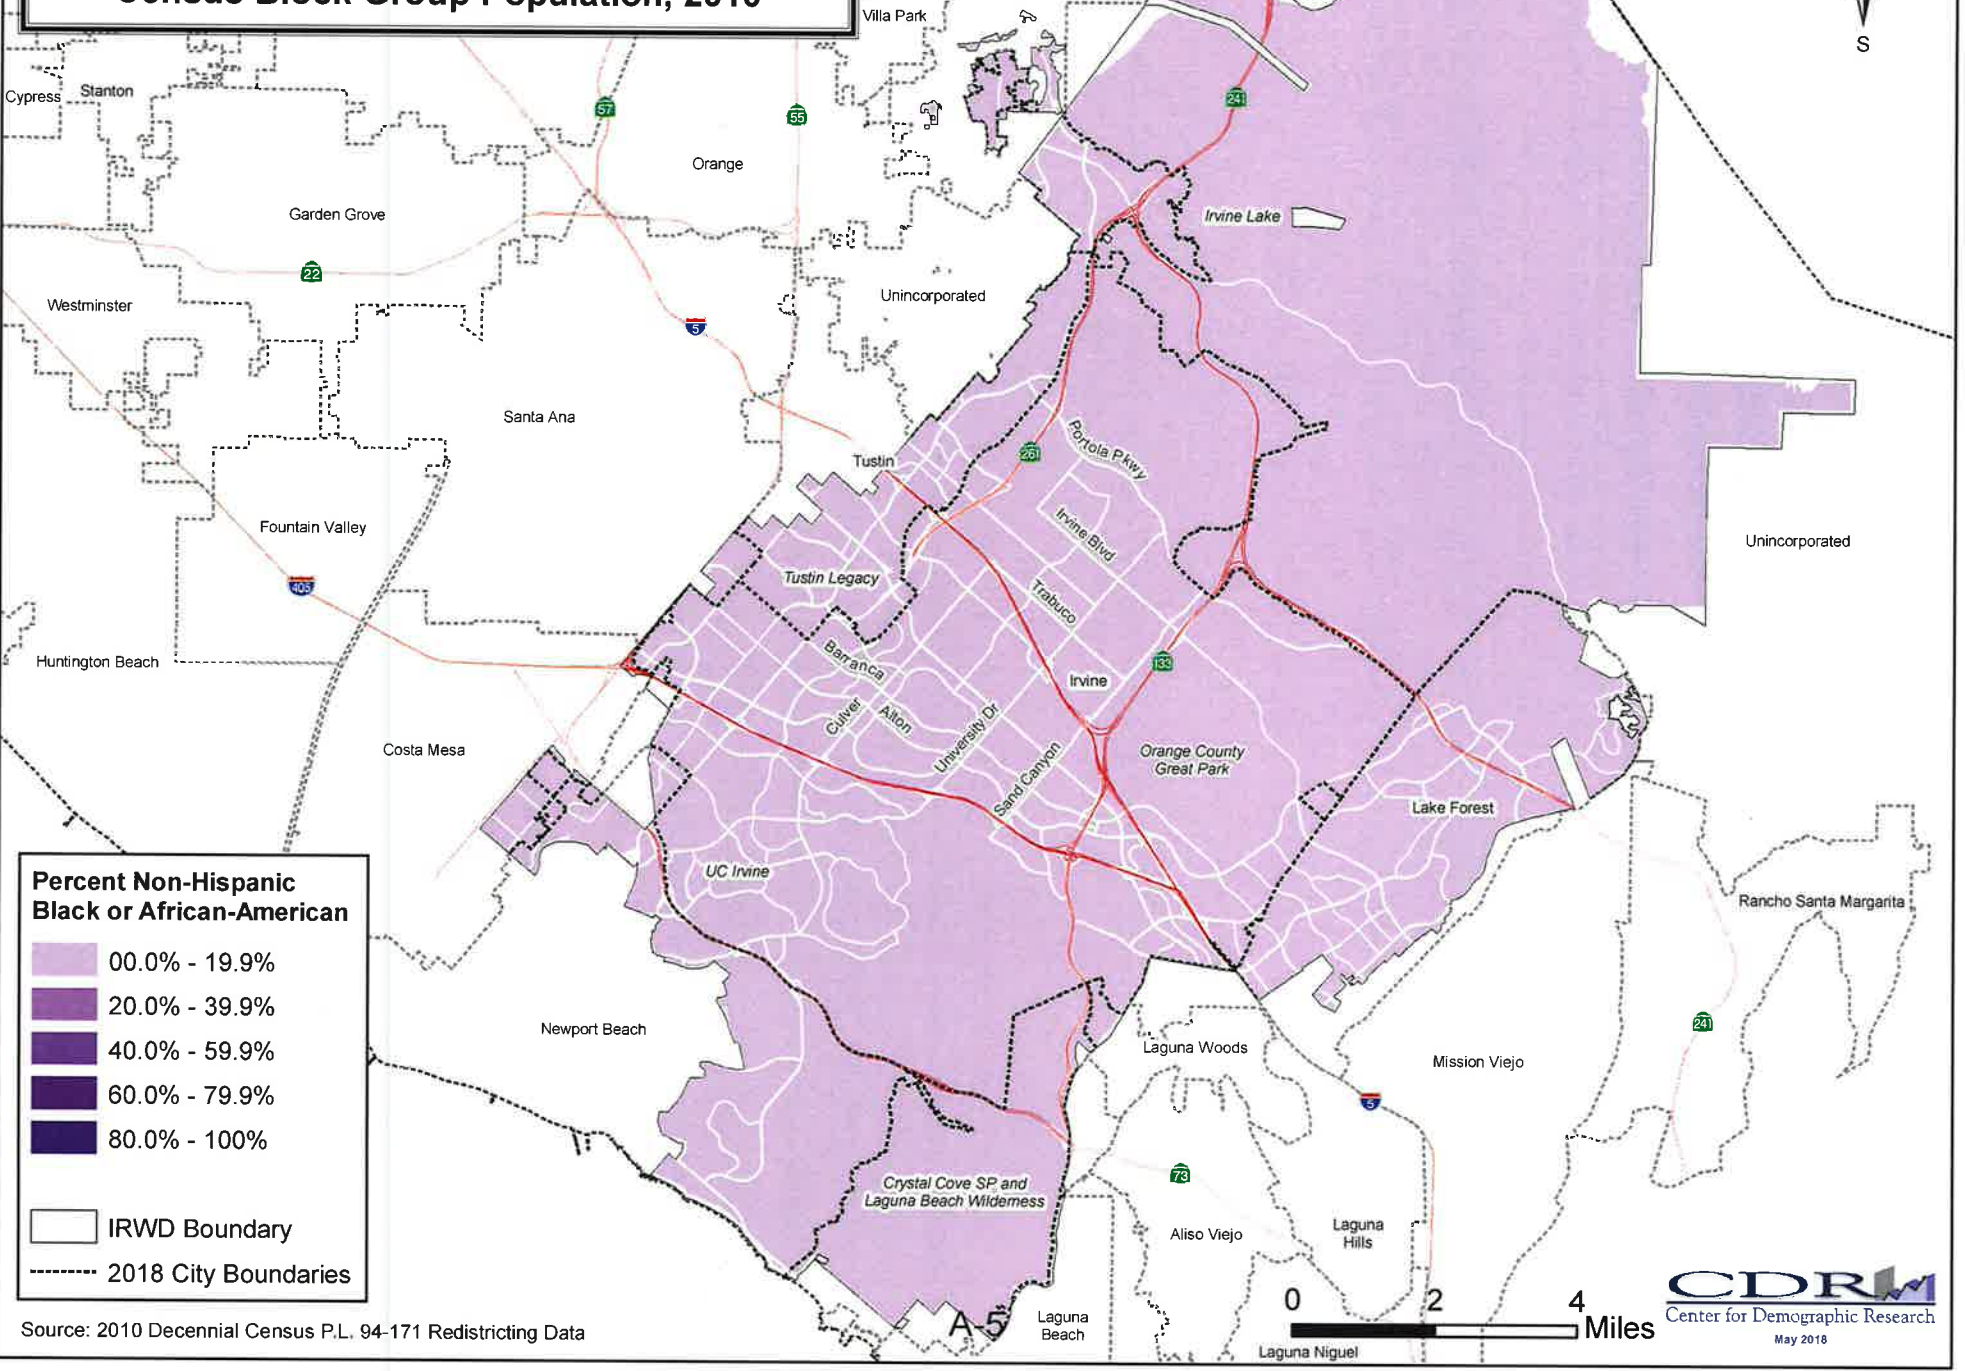 Census Block Group Population, 2010
Villa Park
S
Cypress
Stanton
57
55
241
Orange
Garden Grove
Irvine Lake
22
Westminster
Unincorporated
5
Santa Ana
Portola Pkwy
261
Tustin
Irvine Blvd
Fountain Valley
Unincorporated
Tustin Legacy
405
Trabuco
Huntington Beach
Barranca
133
Irvine
Culver
Alton
University Dr
Costa Mesa
Sand Canyon
Orange County
Great Park
Lake Forest
UC Irvine
Percent Non-Hispanic
Black or African-American
00.0% - 19.9%
20.0% - 39.9%
40.0% - 59.9%
60.0% - 79.9%
80.0% - 100%
IRWD Boundary
2018 City Boundaries
Rancho Santa Margarita
241
Newport Beach
Laguna Woods
Mission Viejo
5
73
Crystal Cove SP and
Laguna Beach Wilderness
Aliso Viejo
Laguna
Hills
A 5
Laguna
Beach
0 2 4
Miles
Laguna Niguel
CDR
Center for Demographic Research
May 2018
Source: 2010 Decennial Census P.L. 94-171 Redistricting Data